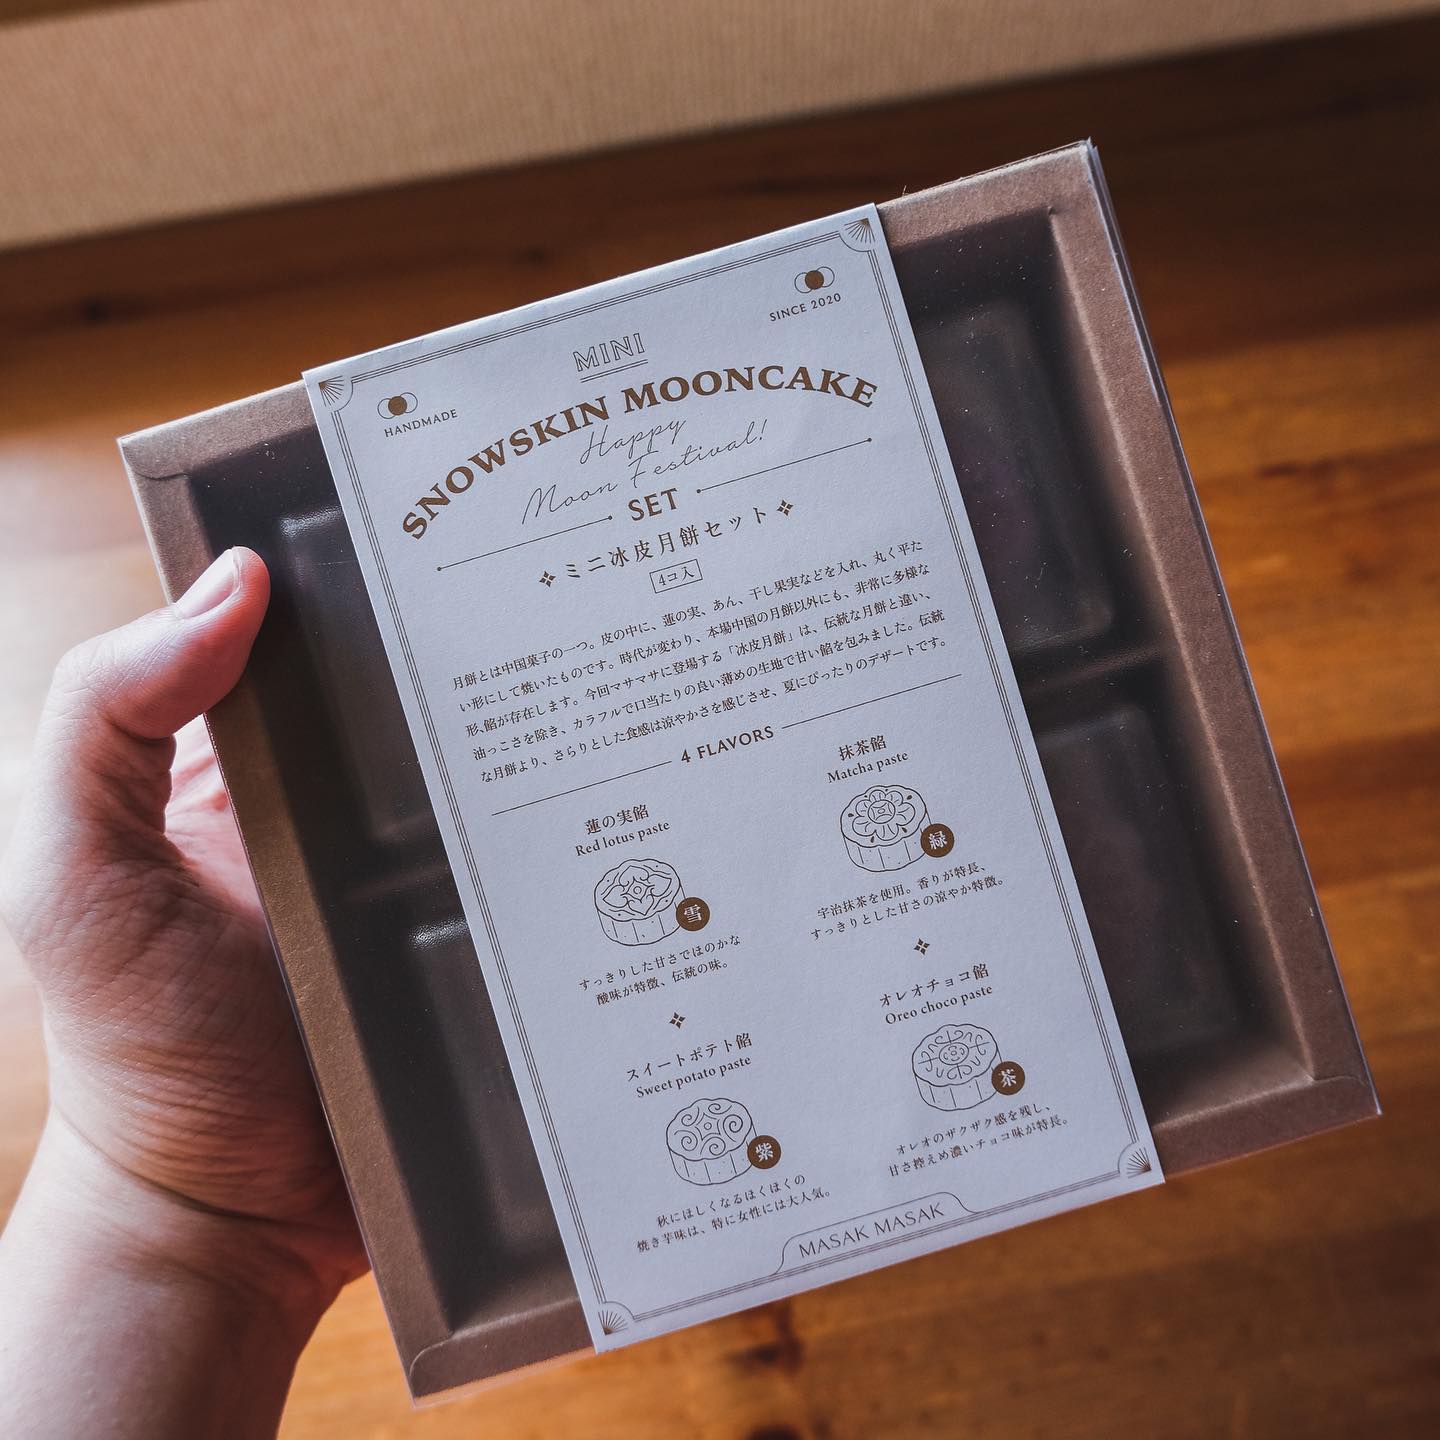 HANDMADE
SINCE 2020
MINI
SNOWSKIN MOONCAKE
Happy
Moon Festival!
SET
ミニ冰皮月餅セット
4コ入
月餅とは中国菓子の一つ。皮の中に、蓮の実、あん、干し果実などを入れ、丸く平た
い形にして焼いたものです。時代が変わり、本場中国の月餅以外にも、非常に多様な
形、餡が存在します。今回マサマサに登場する「冰皮月餅」は、伝統な月餅と違い、
油っこさを除き、カラフルで口当たりの良い薄めの生地で甘い餡を包みました。伝統
な月餅より、さらりとした食感は涼やかさを感じさせ、夏にぴったりのデザートです。
4 FLAVORS
蓮の実餡
Red lotus paste
雪
すっきりした甘さでほのかな
酸味が特徴、伝統の味。
抹茶餡
Matcha paste
緑
宇治抹茶を使用。香りが特長、
すっきりとした甘さの涼やか特徴。
スイートポテト餡
Sweet potato paste
紫
秋にほしくなるほくほくの
焼き芋味は、特に女性には大人気。
オレオチョコ餡
Oreo choco paste
茶
オレオのザクザク感を残し、
甘さ控えめ濃いチョコ味が特長。
MASAK MASAK